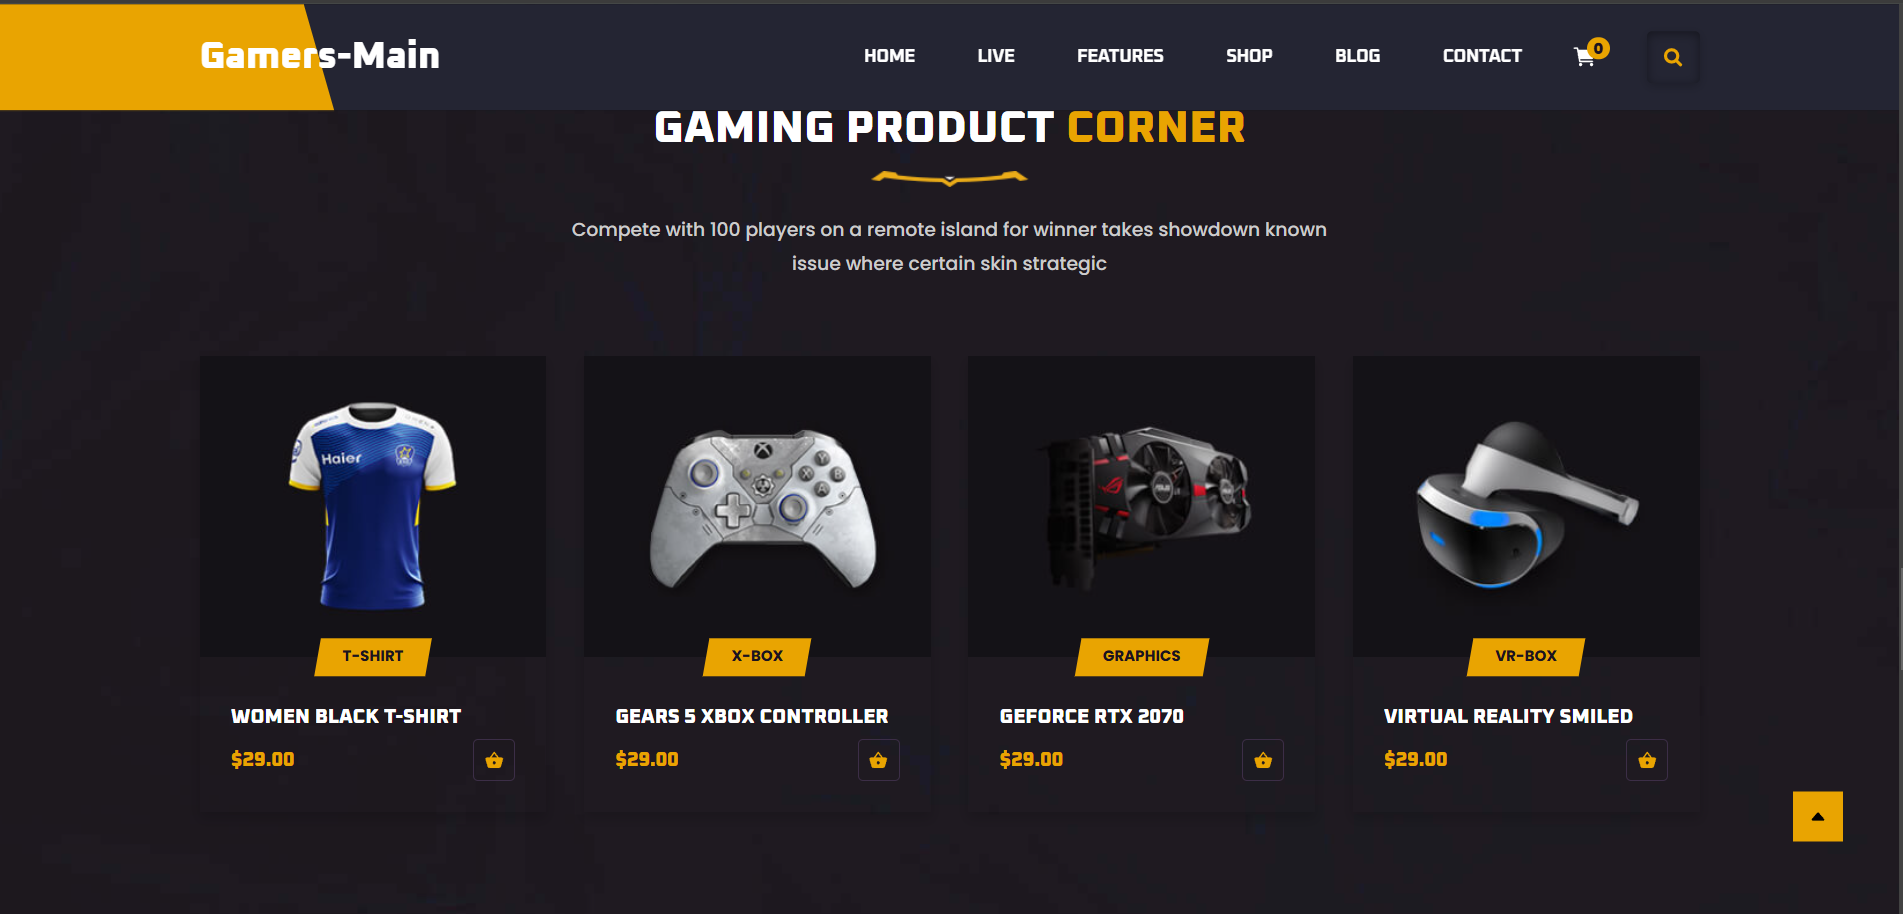 Gamers-Main
HOME LIVE FEATURES SHOP BLOG CONTACT 0
GAMING PRODUCT CORNER
Compete with 100 players on a remote island for winner takes showdown known
issue where certain skin strategic
Haier
X Y B X A
ASUS
T-SHIRT X-BOX GRAPHICS VR-BOX
WOMEN BLACK T-SHIRT GEARS 5 XBOX CONTROLLER GEFORCE RTX 2070 VIRTUAL REALITY SMILED
$29.00 $29.00 $29.00 $29.00